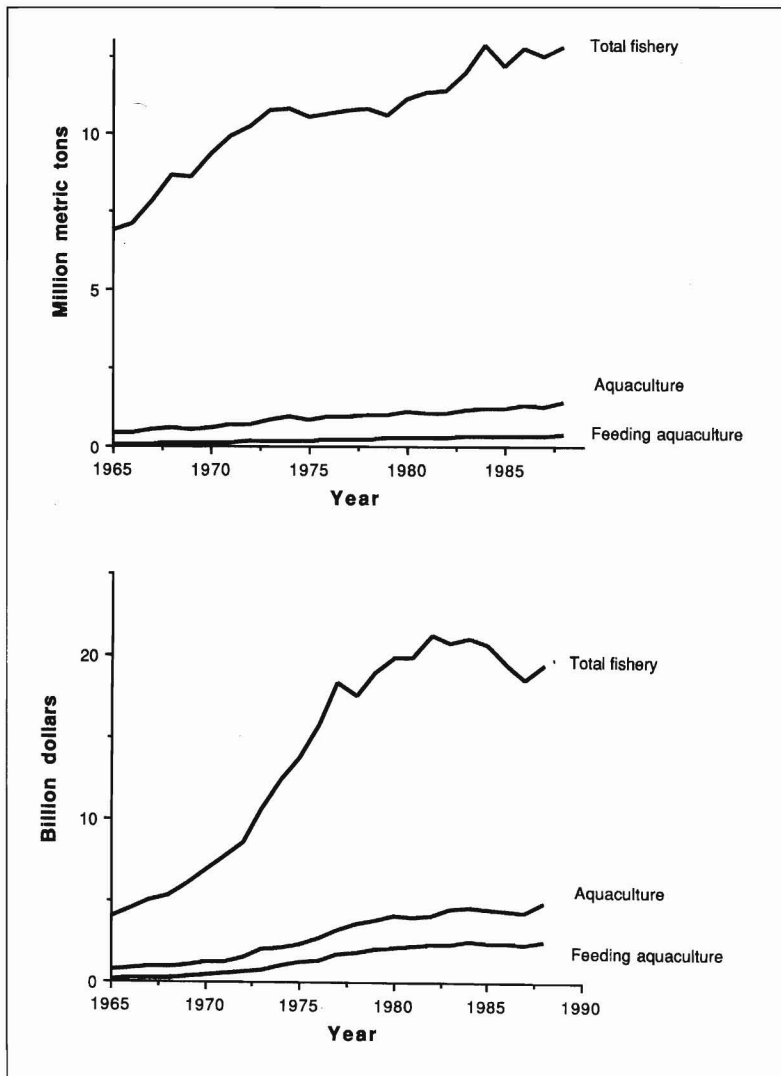 Million metric tons
10
5
0
1965 1970 1975 1980 1985
Year
Total fishery
Aquaculture
Feeding aquaculture
Billion dollars
20
10
0
1965 1970 1975 1980 1985 1990
Year
Total fishery
Aquaculture
Feeding aquaculture